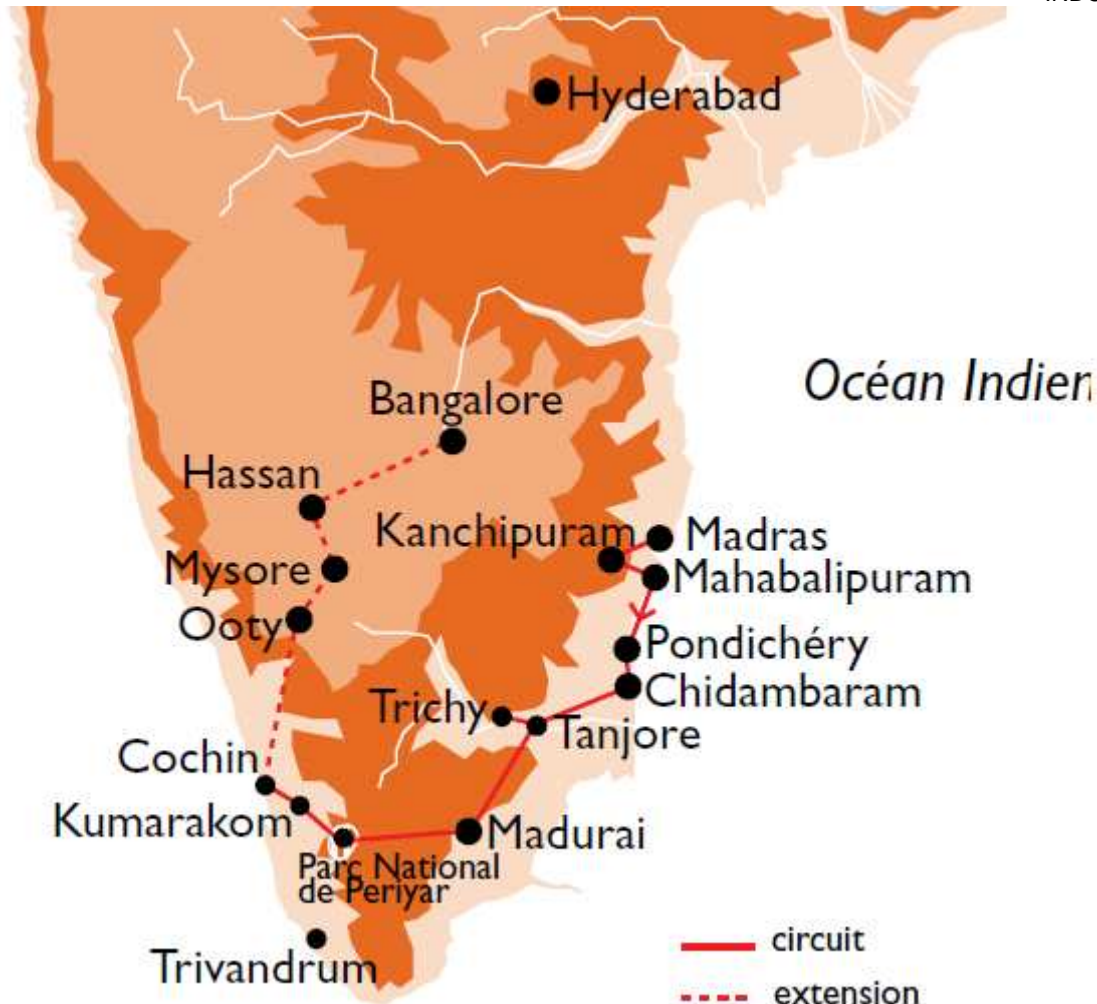 Hyderabad
Océan Indien
Bangalore
Hassan
Kanchipuram
Madras
Mysore
Mahabalipuram
Ooty
Pondichéry
Chidambaram
Trichy
Tanjore
Cochin
Kumarakom
Madurai
Parc National
de Periyar
Trivandrum
circuit
extension